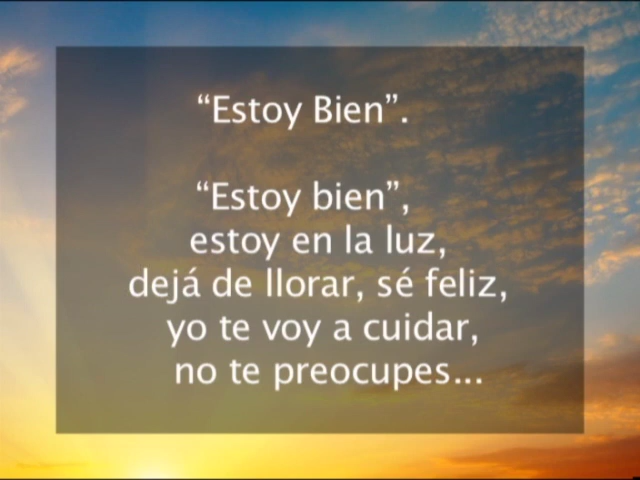 “Estoy Bien”.
“Estoy bien”,
estoy en la luz,
dejá de llorar, sé feliz,
yo te voy a cuidar,
no te preocupes...